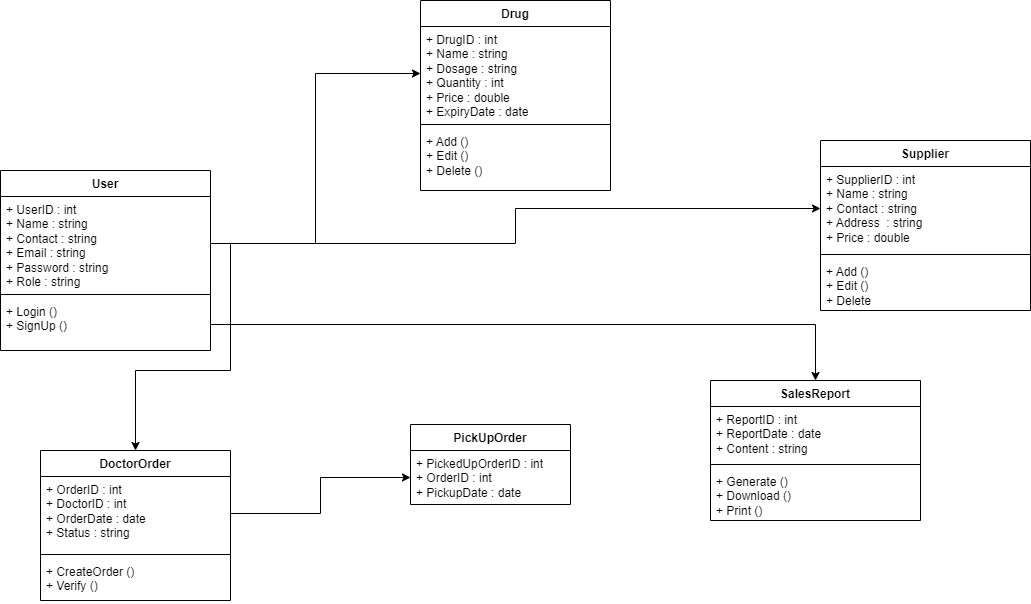 Drug
+ DrugID : int
+ Name : string
+ Dosage : string
+ Quantity : int
+ Price : double
+ ExpiryDate : date
+ Add ()
+ Edit ()
+ Delete ()
Supplier
+ SupplierID : int
+ Name : string
+ Contact : string
+ Address  : string
+ Price : double
+ Add ()
+ Edit ()
+ Delete
User
+ UserID : int
+ Name : string
+ Contact : string
+ Email : string
+ Password : string
+ Role : string
+ Login ()
+ SignUp ()
SalesReport
+ ReportID : int
+ ReportDate : date
+ Content : string
+ Generate ()
+ Download ()
+ Print ()
PickUpOrder
+ PickedUpOrderID : int
+ OrderID : int
+ PickupDate : date
DoctorOrder
+ OrderID : int
+ DoctorID : int
+ OrderDate : date
+ Status : string
+ CreateOrder ()
+ Verify ()